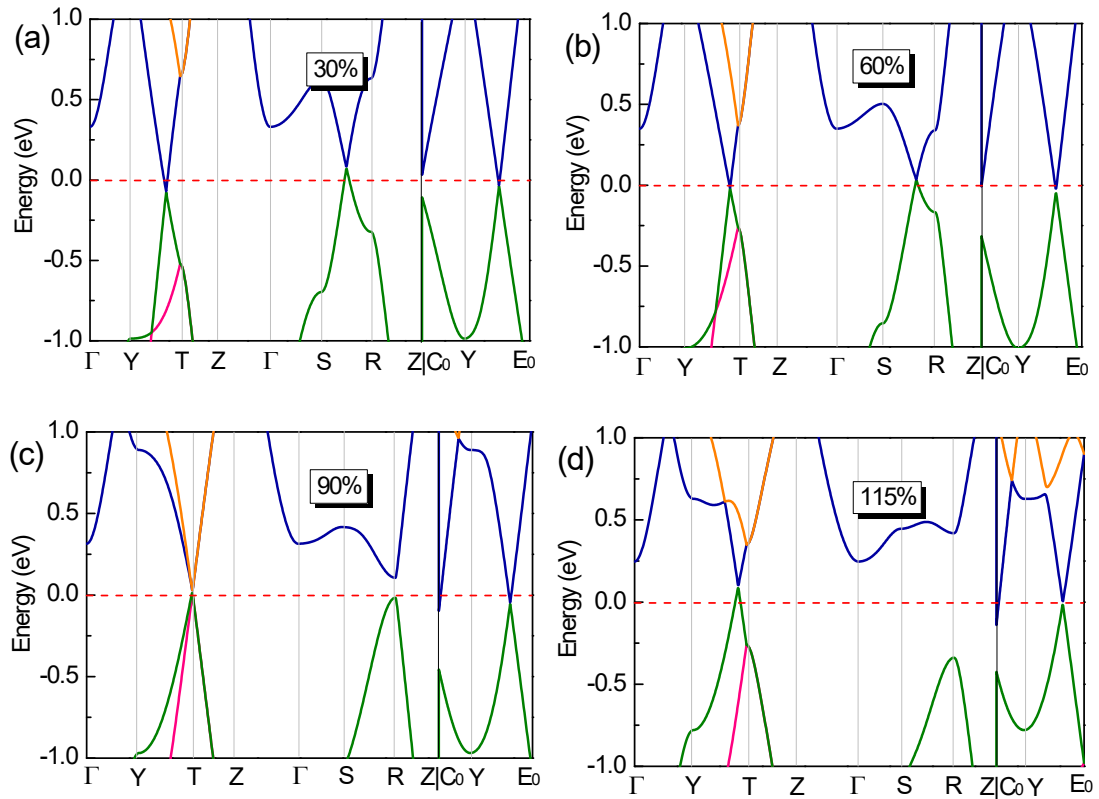 (a)
30%
Energy (eV)
1.0
0.5
0.0
-0.5
-1.0
Γ Y T Z Γ S R Z|C₀ Y E₀
(b)
60%
Energy (eV)
1.0
0.5
0.0
-0.5
-1.0
Γ Y T Z Γ S R Z|C₀ Y E₀
(c)
90%
Energy (eV)
1.0
0.5
0.0
-0.5
-1.0
Γ Y T Z Γ S R Z|C₀ Y E₀
(d)
115%
Energy (eV)
1.0
0.5
0.0
-0.5
-1.0
Γ Y T Z Γ S R Z|C₀ Y E₀